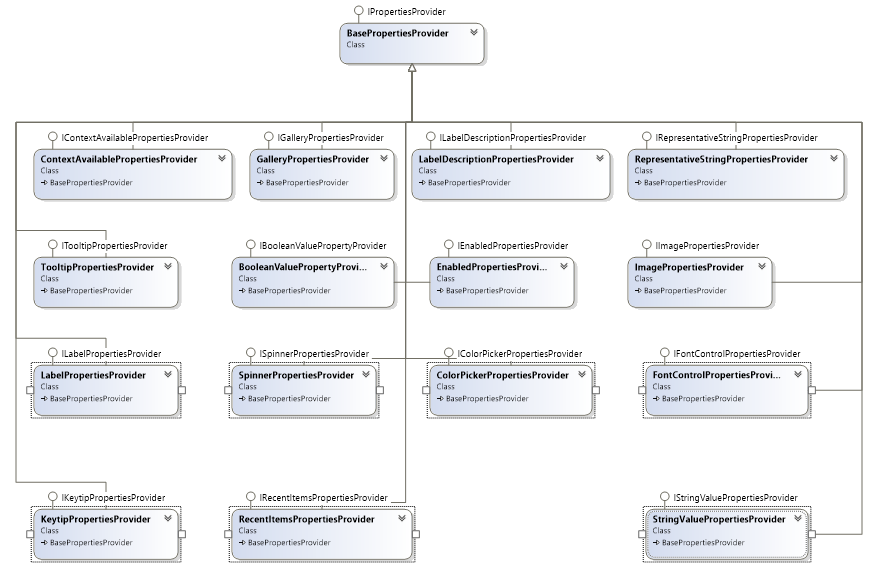 IPropertiesProvider
BasePropertiesProvider
Class
IContextAvailablePropertiesProvider
ContextAvailablePropertiesProvider
Class
BasePropertiesProvider
IGalleryPropertiesProvider
GalleryPropertiesProvider
Class
BasePropertiesProvider
ILabelDescriptionPropertiesProvider
LabelDescriptionPropertiesProvider
Class
BasePropertiesProvider
IRepresentativeStringPropertiesProvider
RepresentativeStringPropertiesProvider
Class
BasePropertiesProvider
ITooltipPropertiesProvider
TooltipPropertiesProvider
Class
BasePropertiesProvider
IBooleanValuePropertyProvider
BooleanValuePropertyProvi...
Class
BasePropertiesProvider
IEnabledPropertiesProvider
EnabledPropertiesProvi...
Class
BasePropertiesProvider
IImagePropertiesProvider
ImagePropertiesProvider
Class
BasePropertiesProvider
ILabelPropertiesProvider
LabelPropertiesProvider
Class
BasePropertiesProvider
ISpinnerPropertiesProvider
SpinnerPropertiesProvider
Class
BasePropertiesProvider
IColorPickerPropertiesProvider
ColorPickerPropertiesProvider
Class
BasePropertiesProvider
IFontControlPropertiesProvider
FontControlPropertiesProvi...
Class
BasePropertiesProvider
IKeytipPropertiesProvider
KeytipPropertiesProvider
Class
BasePropertiesProvider
IRecentItemsPropertiesProvider
RecentItemsPropertiesProvider
Class
BasePropertiesProvider
IStringValuePropertiesProvider
StringValuePropertiesProvider
Class
BasePropertiesProvider